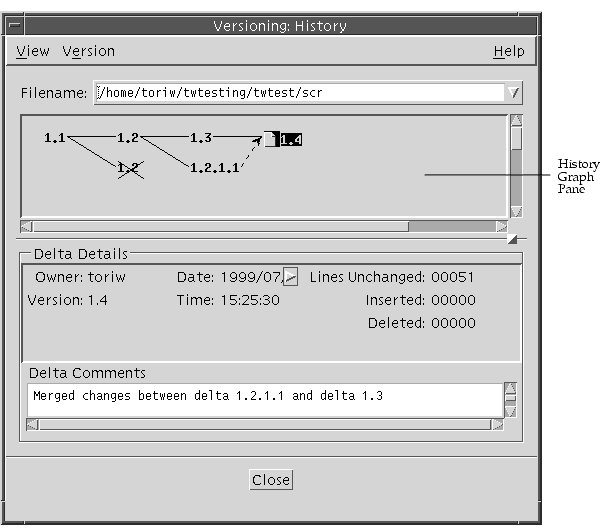 Versioning: History
View Version Help
Filename: /home/toriw/twtesting/twtest/scr
1.1 1.2 1.3 1.4
1.2 1.2.1.1
History
Graph
Pane
Delta Details
Owner: toriw Date: 1999/07/ Lines Unchanged: 00051
Version: 1.4 Time: 15:25:30 Inserted: 00000
Deleted: 00000
Delta Comments
Merged changes between delta 1.2.1.1 and delta 1.3
Close